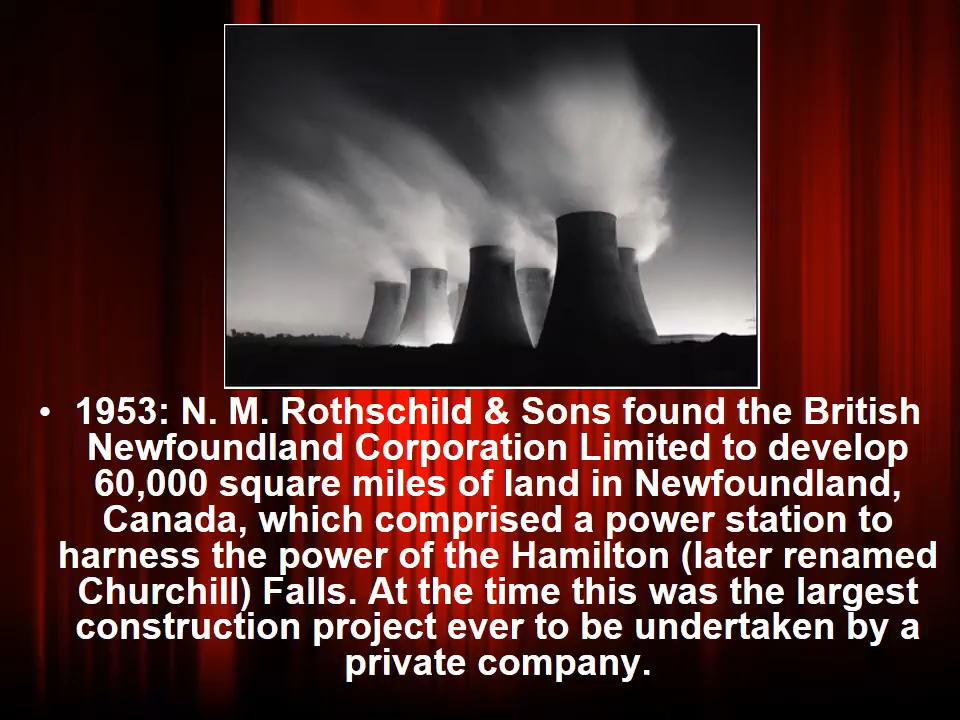 • 1953: N. M. Rothschild & Sons found the British
Newfoundland Corporation Limited to develop
60,000 square miles of land in Newfoundland,
Canada, which comprised a power station to
harness the power of the Hamilton (later renamed
Churchill) Falls. At the time this was the largest
construction project ever to be undertaken by a
private company.